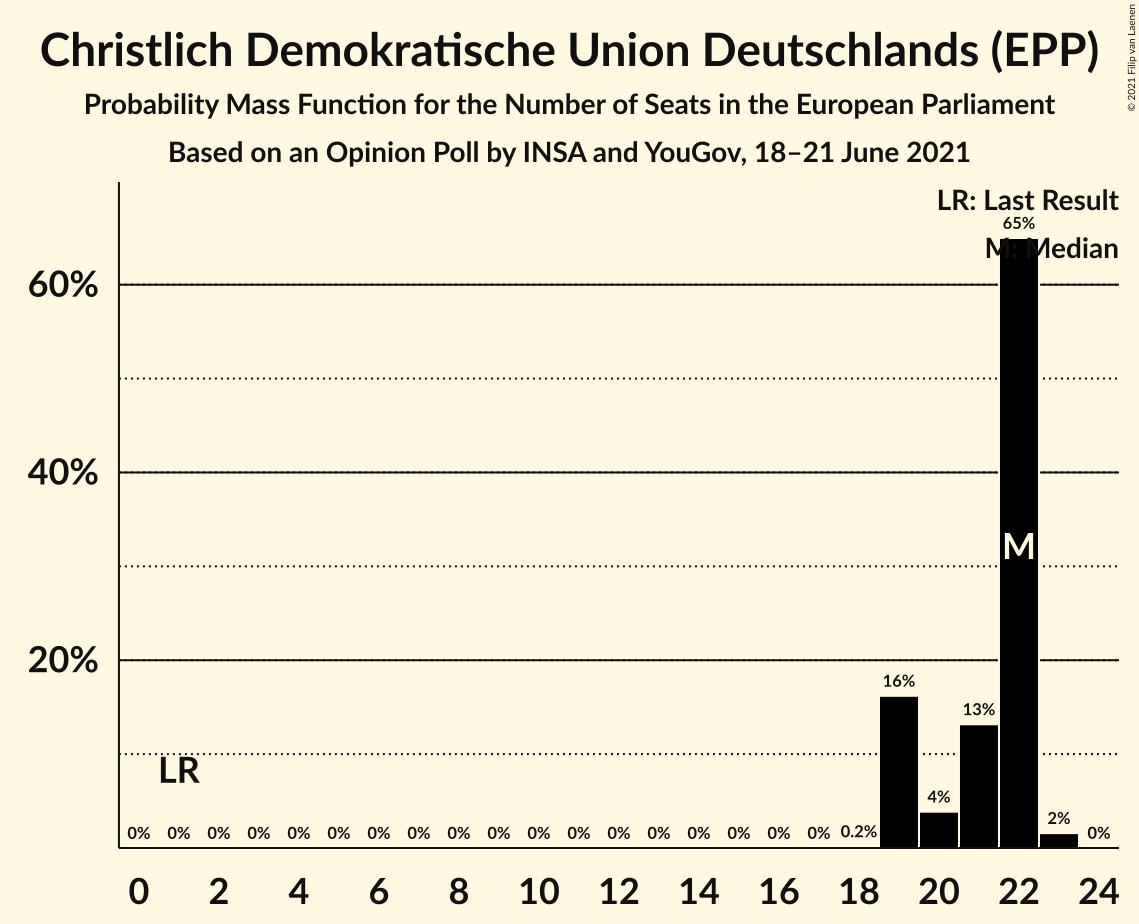 Christlich Demokratische Union Deutschlands (EPP)
Probability Mass Function for the Number of Seats in the European Parliament
Based on an Opinion Poll by INSA and YouGov, 18–21 June 2021
© 2021 Filip van Laenen
LR: Last Result
65%
M: Median
60%
40%
M
20%
16%
13%
LR
4%
2%
0% 0% 0% 0% 0% 0% 0% 0% 0% 0% 0% 0% 0% 0% 0% 0% 0% 0% 0.2% 0%
0 2 4 6 8 10 12 14 16 18 20 22 24